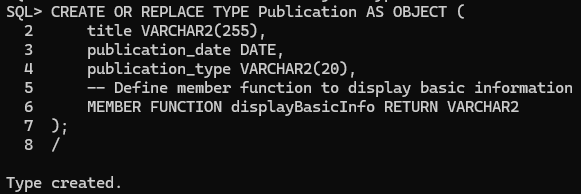 SQL> CREATE OR REPLACE TYPE Publication AS OBJECT (
  2      title VARCHAR2(255),
  3      publication_date DATE,
  4      publication_type VARCHAR2(20),
  5      -- Define member function to display basic information
  6      MEMBER FUNCTION displayBasicInfo RETURN VARCHAR2
  7  );
  8  /
Type created.